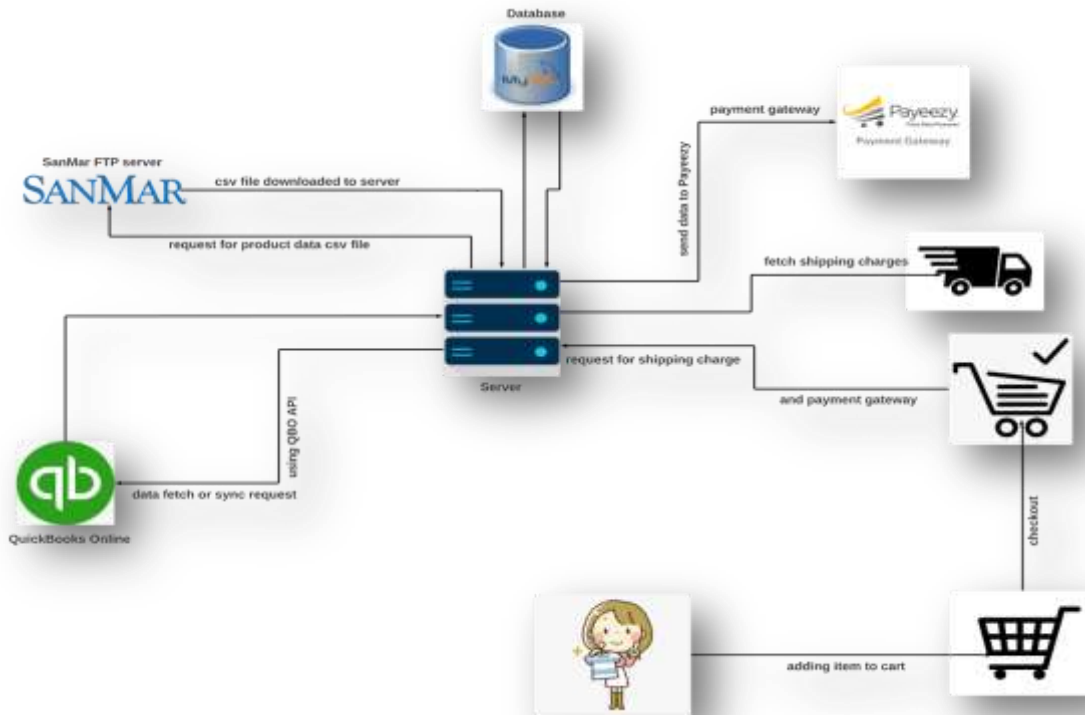 Database
My
payment gateway
Payeezy
Payment Gateway
SanMar FTP server
SANMAR
csv file downloaded to server
send data to Payeezy
request for product data csv file
fetch shipping charges
request for shipping charge
Server
and payment gateway
using QBO API
qb
data fetch or sync request
QuickBooks Online
checkout
adding item to cart